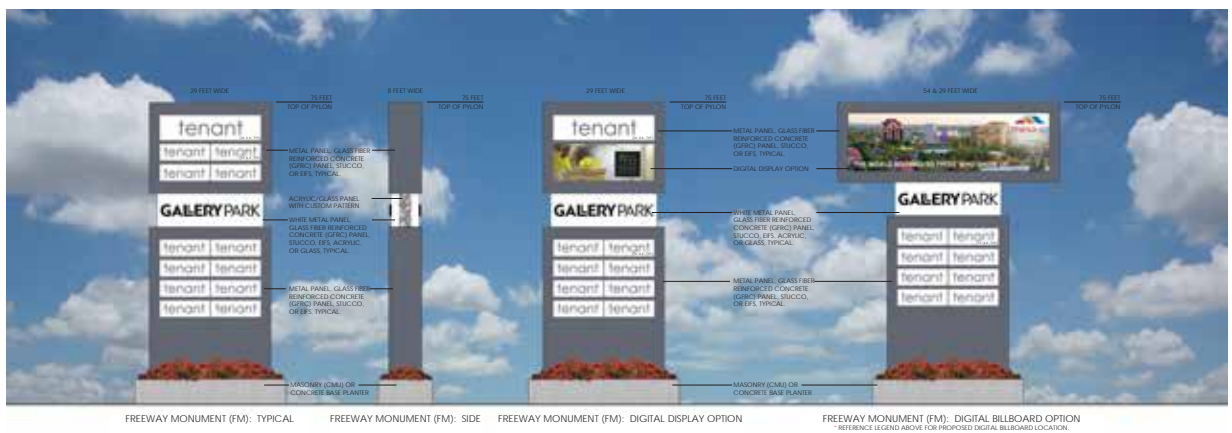 29 FEET WIDE
75 FEET
TOP OF PYLON
8 FEET WIDE
75 FEET
TOP OF PYLON
29 FEET WIDE
75 FEET
TOP OF PYLON
54 & 29 FEET WIDE
75 FEET
TOP OF PYLON
tenant
tenant tenant
tenant tenant
GALLERY PARK
tenant tenant
tenant tenant
tenant tenant
tenant tenant
METAL PANEL, GLASS FIBER
REINFORCED CONCRETE
(GFRC) PANEL, STUCCO,
OR EIFS, TYPICAL.
ACRYLIC/GLASS PANEL
WITH CUSTOM PATTERN
WHITE METAL PANEL,
GLASS FIBER REINFORCED
CONCRETE (GFRC) PANEL,
STUCCO, EIFS, ACRYLIC,
OR GLASS, TYPICAL.
METAL PANEL, GLASS FIBER
REINFORCED CONCRETE
(GFRC) PANEL, STUCCO,
OR EIFS, TYPICAL.
MASONRY (CMU) OR
CONCRETE BASE PLANTER
tenant
GALLERY PARK
tenant tenant
tenant tenant
tenant tenant
tenant tenant
METAL PANEL, GLASS FIBER
REINFORCED CONCRETE
(GFRC) PANEL, STUCCO,
OR EIFS, TYPICAL.
DIGITAL DISPLAY OPTION
WHITE METAL PANEL,
GLASS FIBER REINFORCED
CONCRETE (GFRC) PANEL,
STUCCO, EIFS, ACRYLIC,
OR GLASS, TYPICAL.
METAL PANEL, GLASS FIBER
REINFORCED CONCRETE
(GFRC) PANEL, STUCCO,
OR EIFS, TYPICAL.
MASONRY (CMU) OR
CONCRETE BASE PLANTER
mesa
THE WORLD BELONGS TO THOSE WHO
GALLERY PARK
tenant tenant
tenant tenant
tenant tenant
tenant tenant
FREEWAY MONUMENT (FM): TYPICAL
FREEWAY MONUMENT (FM): SIDE
FREEWAY MONUMENT (FM): DIGITAL DISPLAY OPTION
FREEWAY MONUMENT (FM): DIGITAL BILLBOARD OPTION
* REFERENCE LEGEND ABOVE FOR PROPOSED DIGITAL BILLBOARD LOCATION.